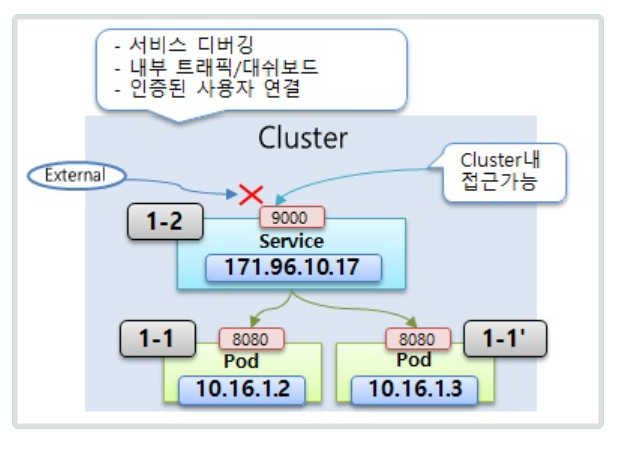 - 서비스 디버깅
- 내부 트래픽/대쉬보드
- 인증된 사용자 연결
Cluster
External
Cluster내
접근가능
9000
1-2
Service
171.96.10.17
1-1
8080
Pod
10.16.1.2
8080
1-1'
Pod
10.16.1.3